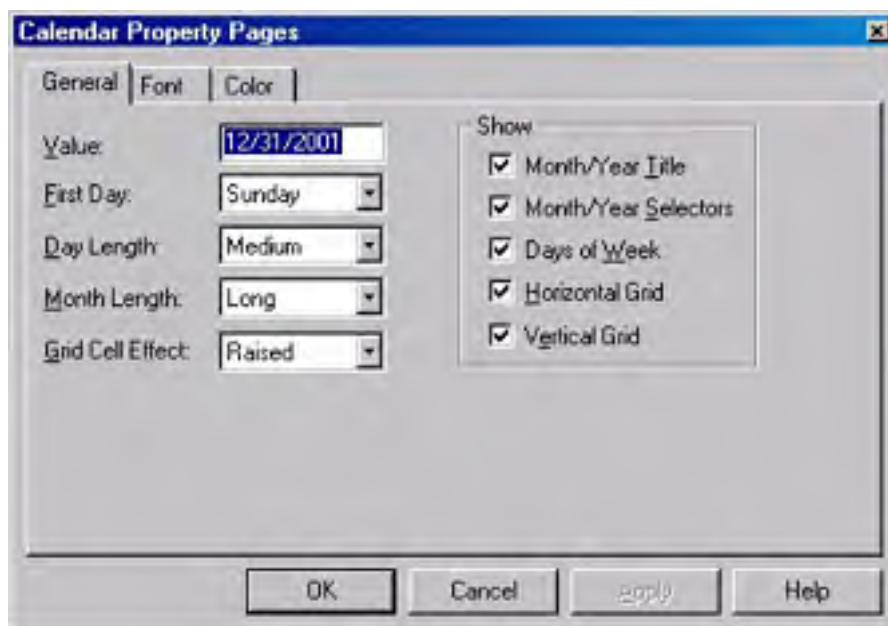 Calendar Property Pages
General Font Color
Value: 12/31/2001
First Day: Sunday
Day Length: Medium
Month Length: Long
Grid Cell Effect: Raised
Show
Month/Year Title
Month/Year Selectors
Days of Week
Horizontal Grid
Vertical Grid
OK Cancel Apply Help